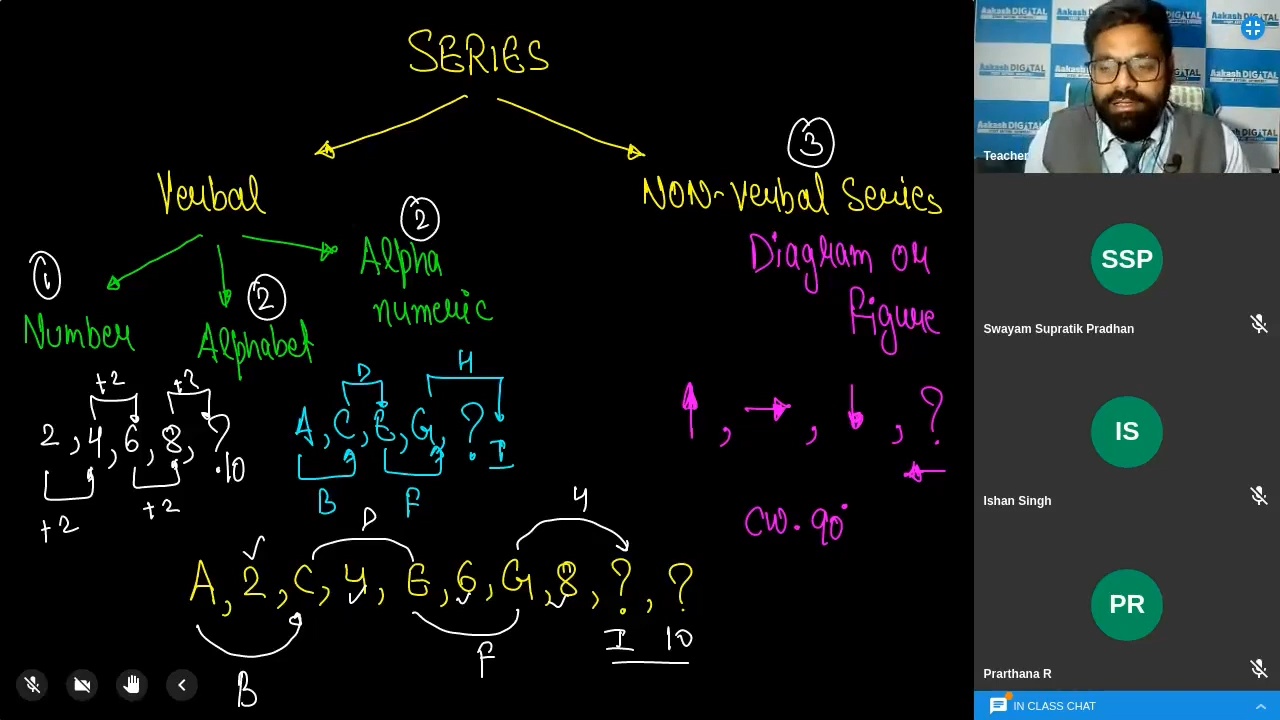 SERIES
Verbal
NON-Verbal Series
3
1
2
2
Number
Alphabet
Alpha
numeric
Diagram or
Figure
+2 +2
2, 4, 6, 8, ?
10
+2 +2
D H
A, C, E, G, ?
I
B F
, , , ?
CW. 90°
D H
A, 2, C, 4, E, 6, G, 8, ?, ?
I 10
B F
Aakash DIGITAL
Teacher
SSP
Swayam Supratik Pradhan
IS
Ishan Singh
PR
Prarthana R
IN CLASS CHAT